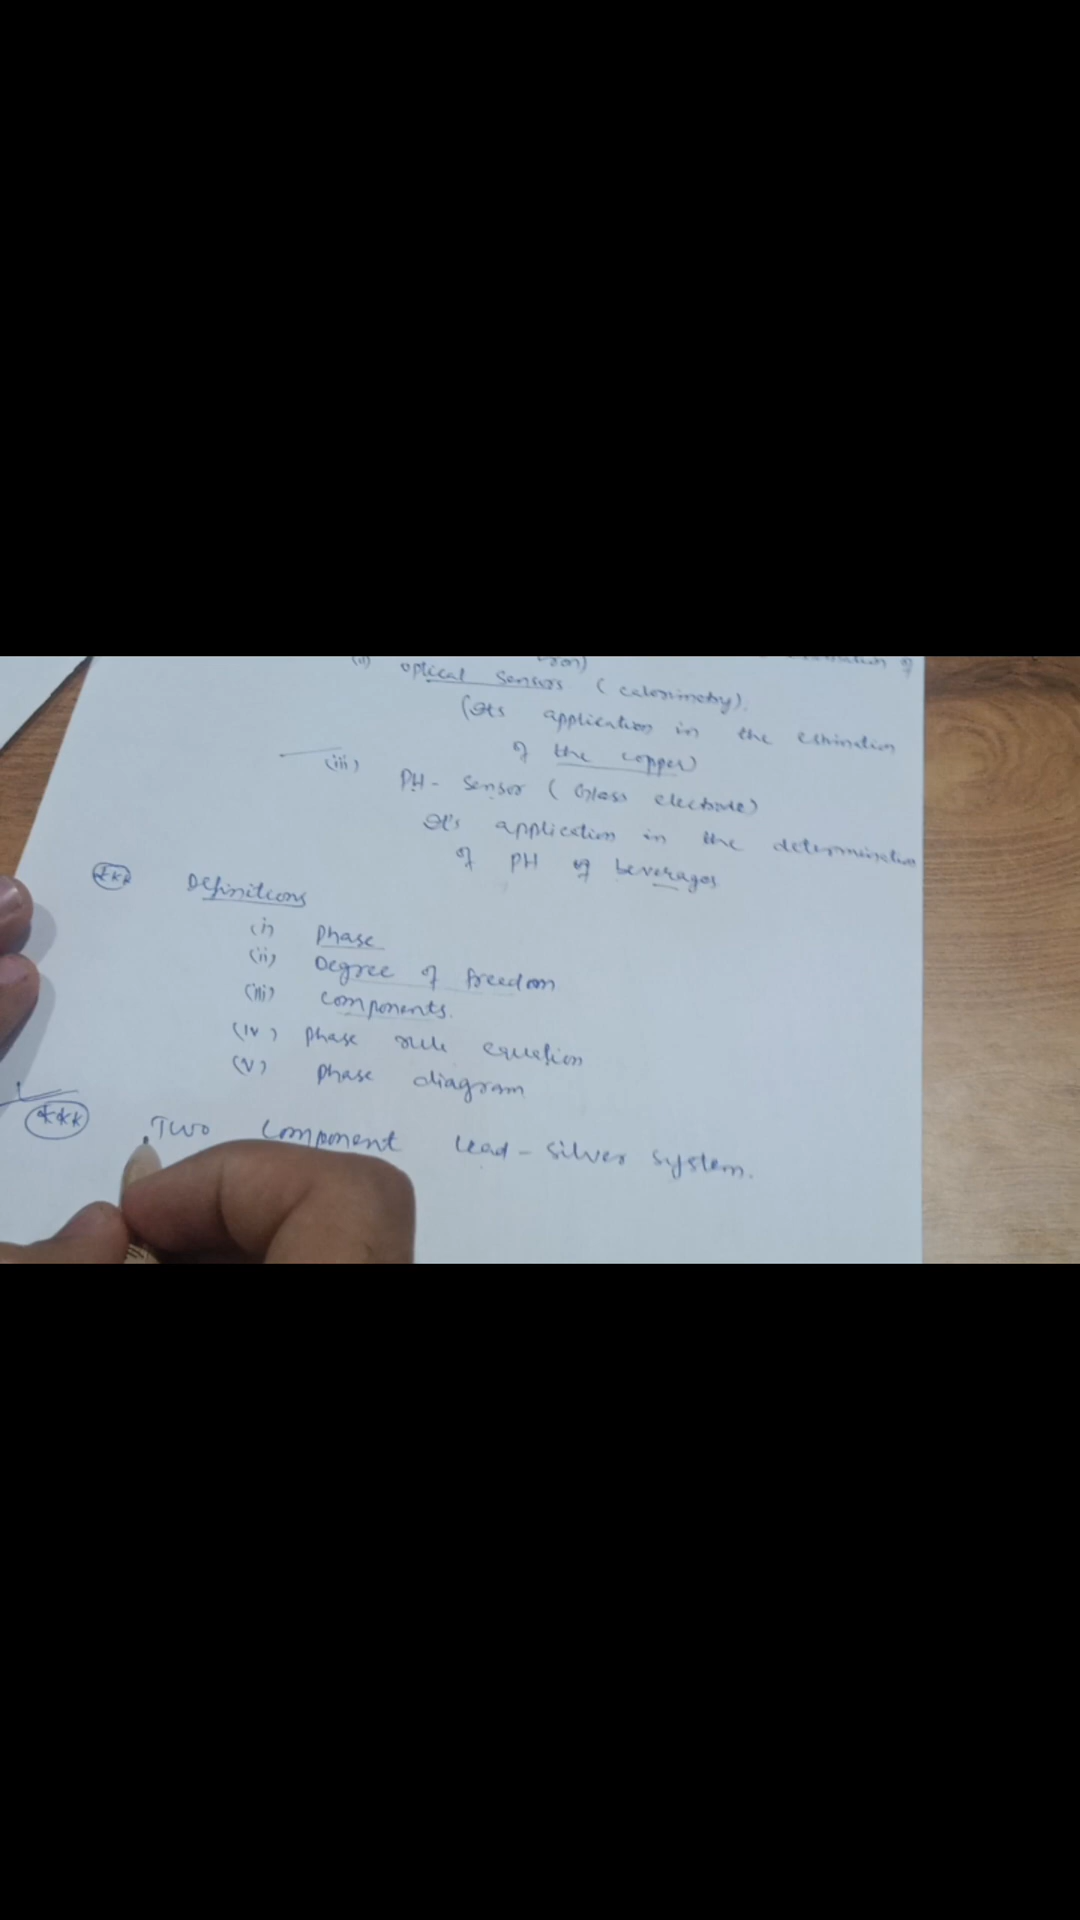 (ii) optical sensors (calorimetry).
(Its application in the estimation
of the copper)
(iii) PH- sensor (Glass electrode)
It's application in the determination
of PH of beverages
*** Definitions
(i) phase
(ii) Degree of freedom
(iii) components.
(iv) phase rule equation
(v) phase diagram
*** Two component lead-silver system.